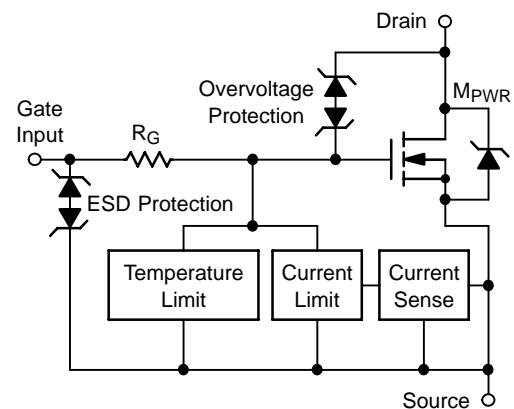 Drain
Overvoltage
Protection
MPWR
Gate
Input
RG
ESD Protection
Temperature
Limit
Current
Limit
Current
Sense
Source